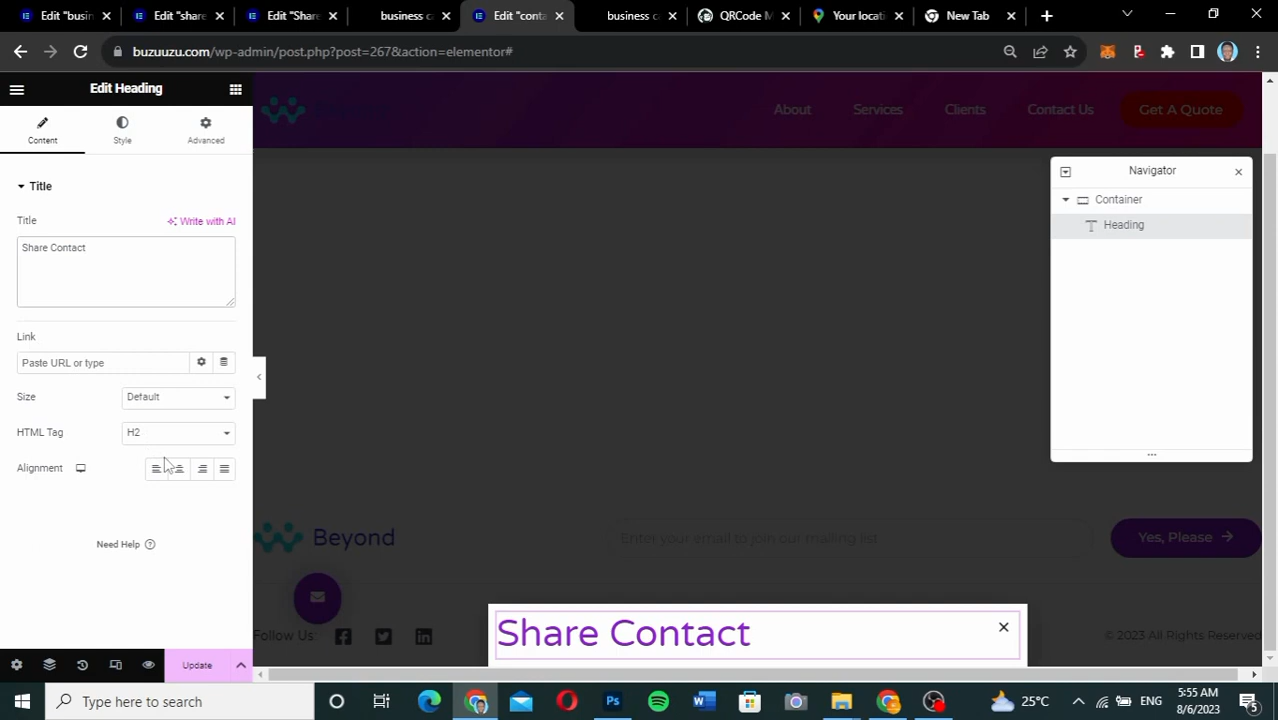 Edit "busin
Edit "share
Edit "Share
business ca
Edit "conta
business ca
QRCode M
Your locati
New Tab
buzuuzu.com/wp-admin/post.php?post=267&action=elementor#
Edit Heading
Content
Style
Advanced
Title
Title
Write with AI
Share Contact
Link
Paste URL or type
Size
Default
HTML Tag
H2
Alignment
Need Help
Update
About
Services
Clients
Contact Us
Get A Quote
Navigator
Container
Heading
Beyond
Enter your email to join our mailing list
Yes, Please
Follow Us:
© 2023 All Rights Reserved
Share Contact
Type here to search
25°C
ENG
5:55 AM
8/6/2023
5